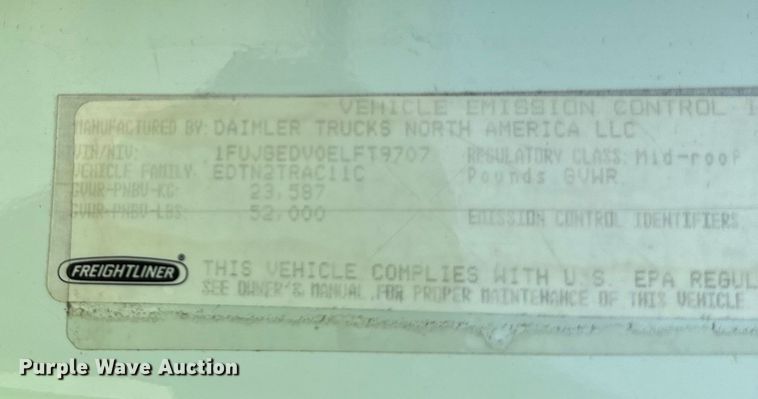 VEHICLE EMISSION CONTROL
MANUFACTURED BY: DAIMLER TRUCKS NORTH AMERICA LLC
VIN/NIV: 1FUJGEDV0ELFT9707 REGULATORY CLASS: Mid-roof
VEHICLE FAMILY: EDTN2TRAC11C Pounds GVWR
GVWR-PNBV-KG: 23,587
GVWR-PNBV-LBS: 52,000 EMISSION CONTROL IDENTIFIERS
FREIGHTLINER®
THIS VEHICLE COMPLIES WITH U.S. EPA REGUL
SEE OWNER'S MANUAL FOR PROPER MAINTENANCE OF THIS VEHICLE
Purple Wave Auction